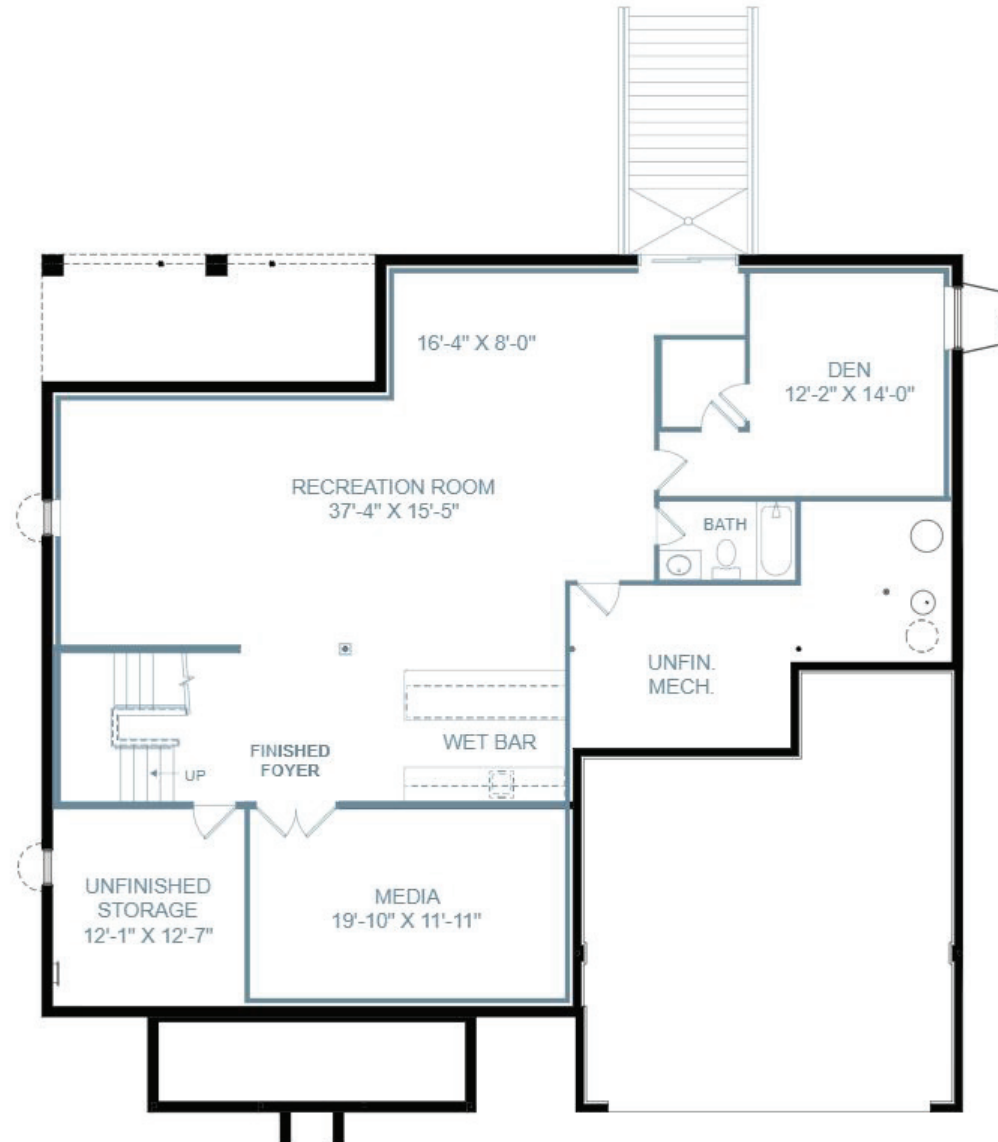 16'-4" X 8'-0"
DEN
12'-2" X 14'-0"
RECREATION ROOM
37'-4" X 15'-5"
BATH
UNFIN.
MECH.
WET BAR
FINISHED
FOYER
UP
UNFINISHED
STORAGE
12'-1" X 12'-7"
MEDIA
19'-10" X 11'-11"